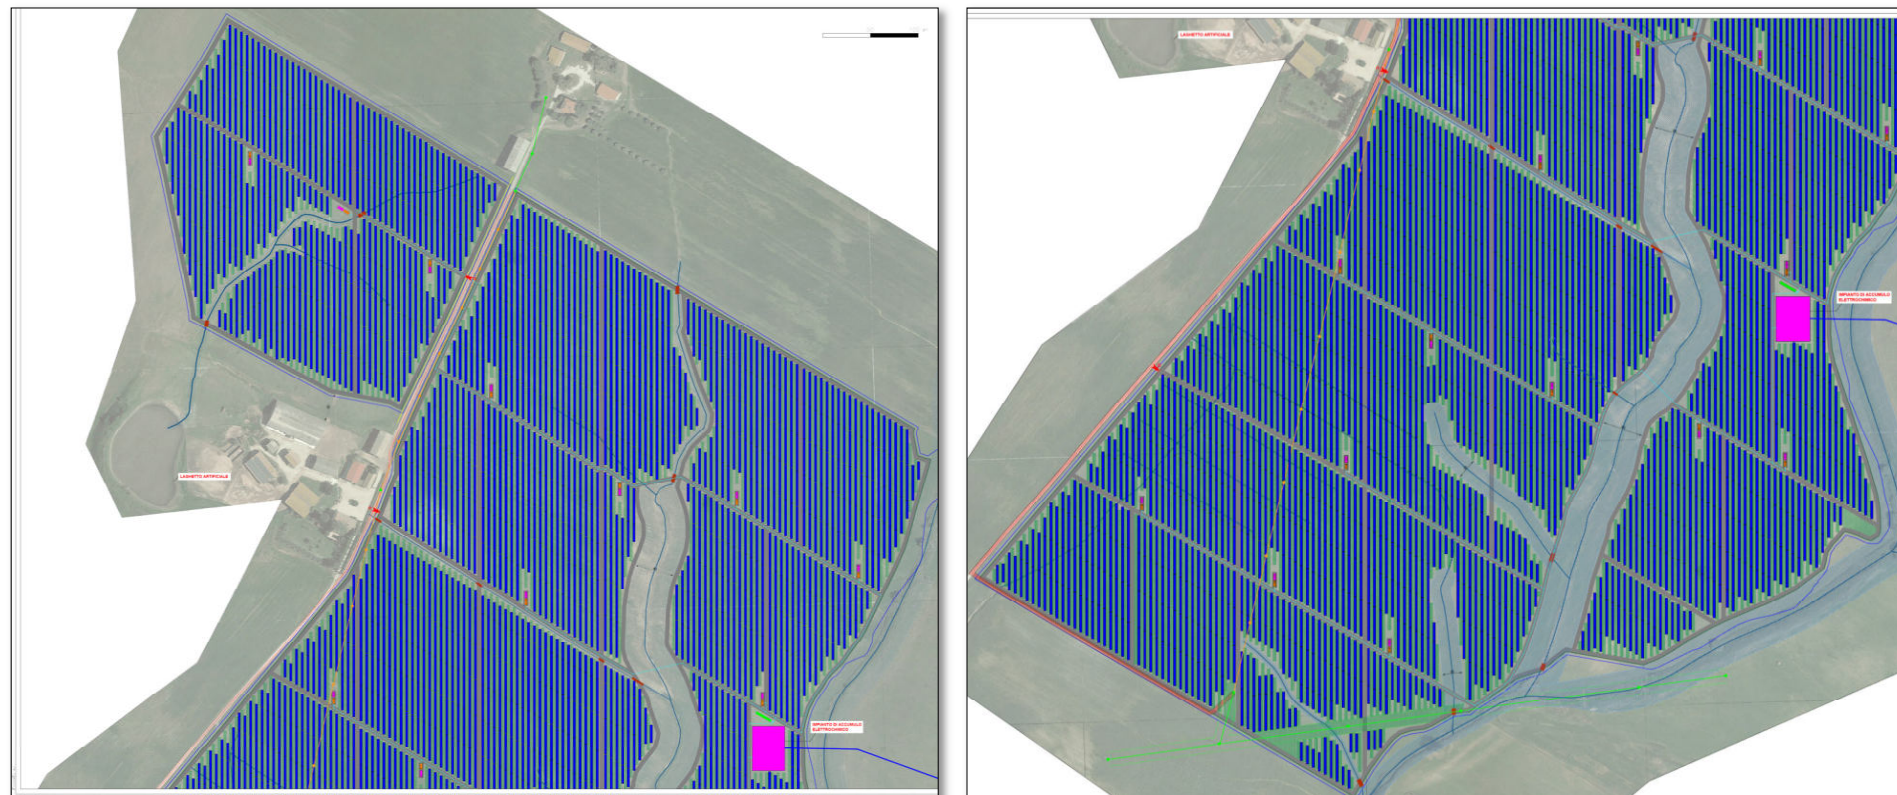 LAGHETTO ARTIFICIALE
IMPIANTO DI ACCUMULO
ELETTROCHIMICO
LAGHETTO ARTIFICIALE
IMPIANTO DI ACCUMULO
ELETTROCHIMICO